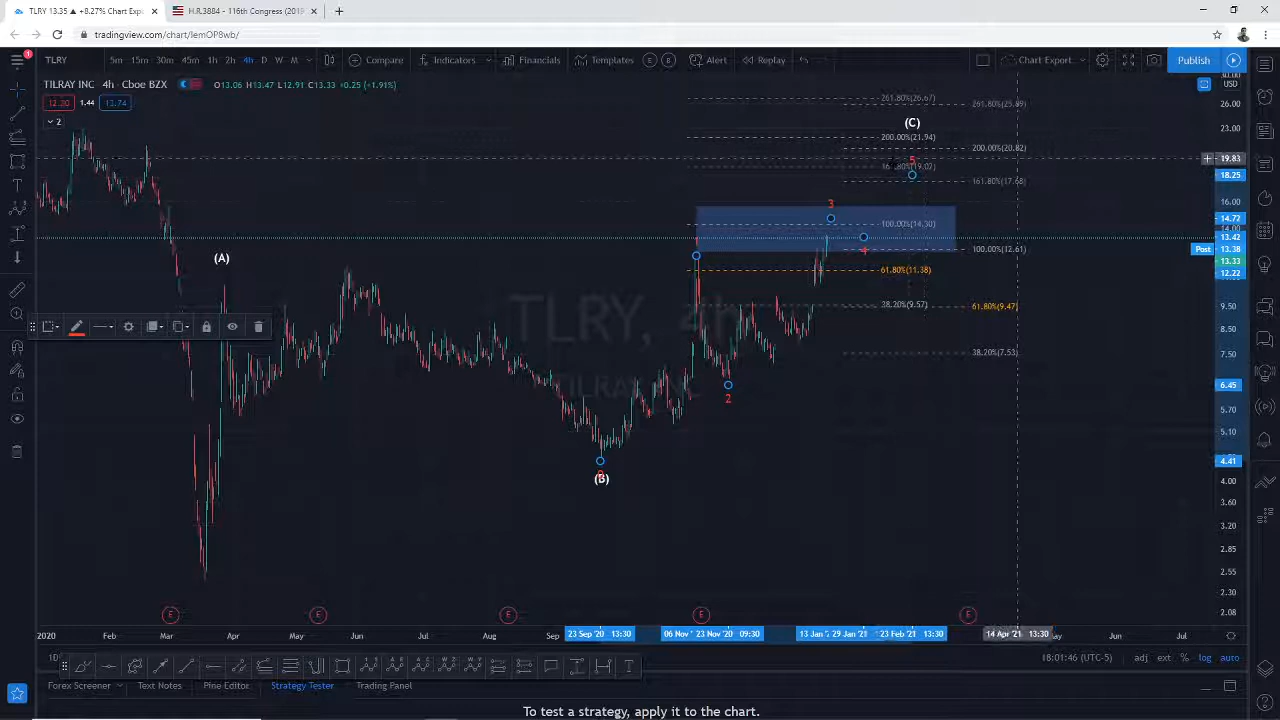 TLRY 13.35 ▲ +8.27% Chart Exp
H.R.3884 - 116th Congress (2019
tradingview.com/chart/lemOP8wb/
TLRY 5m 15m 30m 45m 1h 2h 4h D W M Compare Indicators Financials Templates Alert Replay Chart Export... Publish
TILRAY INC · 4h · Cboe BZX O13.06 H13.47 L12.91 C13.33 +0.25 (+1.91%)
USD
12.20 1.44 13.74
2
261.80%(26.67)
261.80%(25.89)
26.00
(C)
23.00
200.00%(21.94)
200.00%(20.82)
5
19.83
161.80%(17.68)
18.25
3
16.00
14.72
100.00%(14.30)
13.42
4
100.00%(12.61)
Post 13.38
(A)
13.33
61.80%(11.38)
12.22
38.20%(9.57)
61.80%(9.47)
9.50
TLRY, 4h
8.50
38.20%(7.53)
7.50
TILRAY INC
6.45
2
5.70
5.10
4.41
(B)
4.00
3.60
3.20
2.85
2.55
2.30
2.08
E E E E E
2020 Feb Mar Apr May Jun Jul Aug Sep 23 Sep '20 13:30 06 Nov ' 23 Nov '20 09:30 13 Jan ' 29 Jan '21 23 Feb '21 13:30 14 Apr '21 13:30 Jun Jul
18:01:46 (UTC-5) adj ext % log auto
Forex Screener Text Notes Pine Editor Strategy Tester Trading Panel
To test a strategy, apply it to the chart.